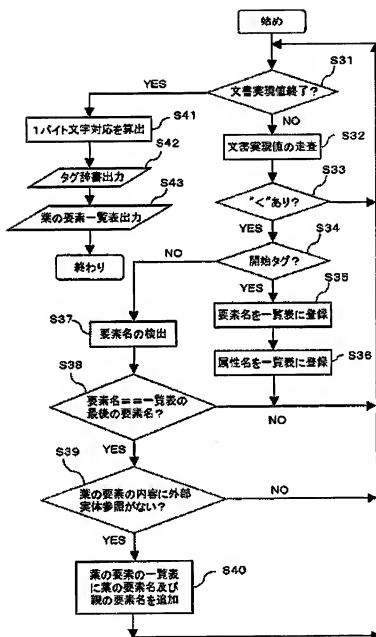 始め
S31
文書実現値終了?
YES
S41
1バイト文字対応を算出
S42
タグ辞書出力
S43
葉の要素一覧表出力
終わり
NO
S32
文書実現値の走査
S33
"<"あり?
YES
S34
開始タグ?
NO
YES
S35
要素名を一覧表に登録
S36
属性名を一覧表に登録
S37
要素名の検出
S38
要素名==一覧表の
最後の要素名?
NO
YES
S39
葉の要素の内容に外部
実体参照がない?
NO
YES
S40
葉の要素の一覧表
に葉の要素名及び
親の要素名を追加